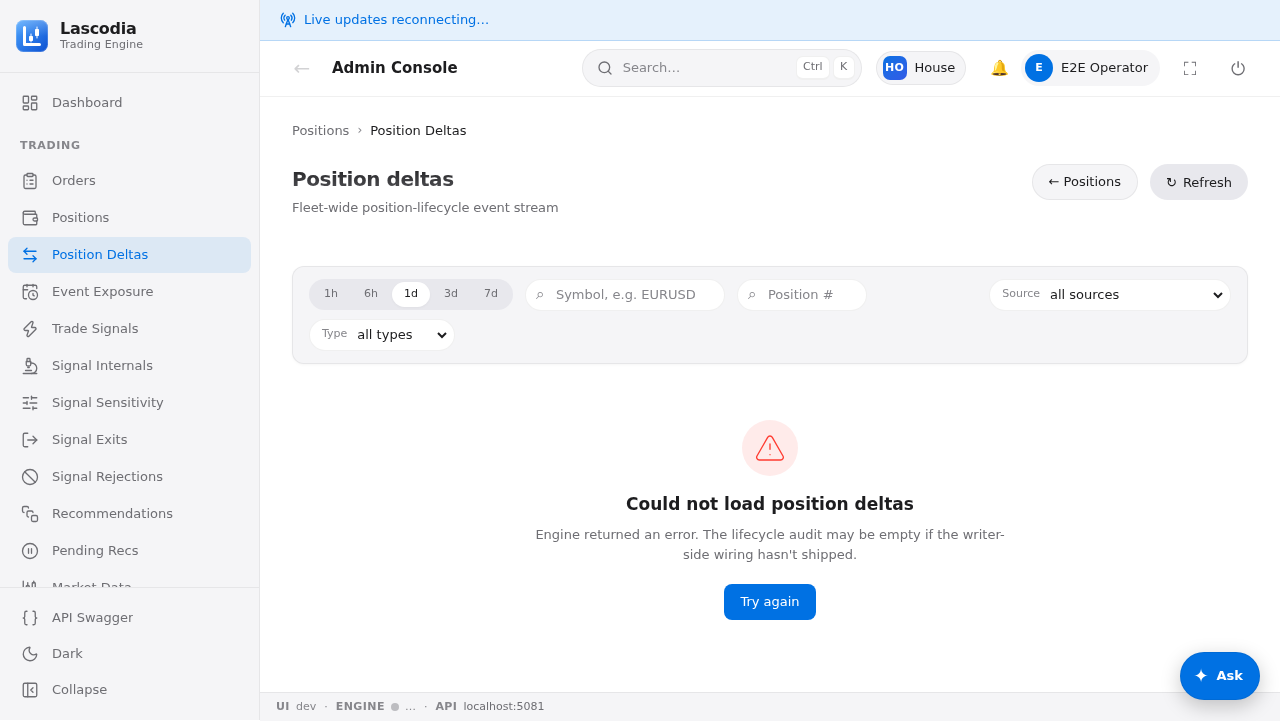 Lascodia
Trading Engine
Dashboard
TRADING
Orders
Positions
Position Deltas
Event Exposure
Trade Signals
Signal Internals
Signal Sensitivity
Signal Exits
Signal Rejections
Recommendations
Pending Recs
Market Data
API Swagger
Dark
Collapse
Live updates reconnecting…
← Admin Console
Search…
Ctrl K
HO House
🔔
E E2E Operator
Positions › Position Deltas
Position deltas
Fleet-wide position-lifecycle event stream
← Positions
↻ Refresh
1h 6h 1d 3d 7d
⌕ Symbol, e.g. EURUSD
⌕ Position #
Source all sources
Type all types
Could not load position deltas
Engine returned an error. The lifecycle audit may be empty if the writer-
side wiring hasn't shipped.
Try again
✦ Ask
UI dev · ENGINE … · API localhost:5081